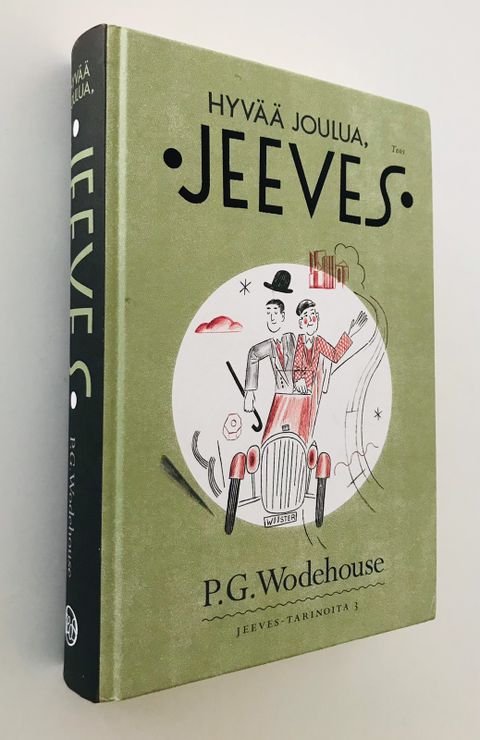 HYVÄÄ JOULUA,
JEEVES
P.G. Wodehouse
HYVÄÄ JOULUA,
•JEEVES•
WOOSTER
P.G. Wodehouse
JEEVES-TARINOITA 3